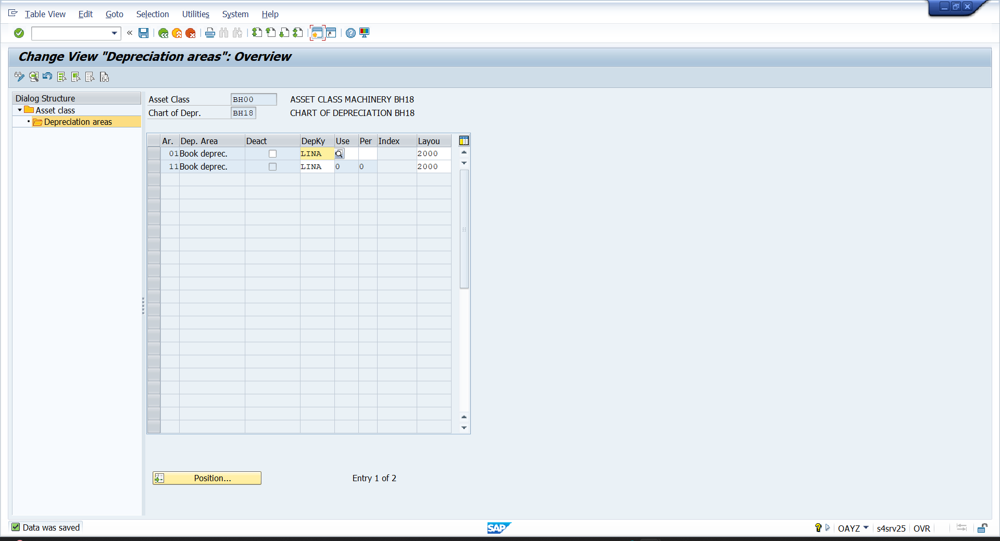 Table View Edit Goto Selection Utilities System Help
Change View "Depreciation areas": Overview
Dialog Structure
Asset class
Depreciation areas
Asset Class BH00 ASSET CLASS MACHINERY BH18
Chart of Depr. BH18 CHART OF DEPRECIATION BH18
Ar. Dep. Area Deact DepKy Use Per Index Layou
01 Book deprec. LINA 2000
11 Book deprec. LINA 0 0 2000
Position... Entry 1 of 2
Data was saved SAP OAYZ s4srv25 OVR